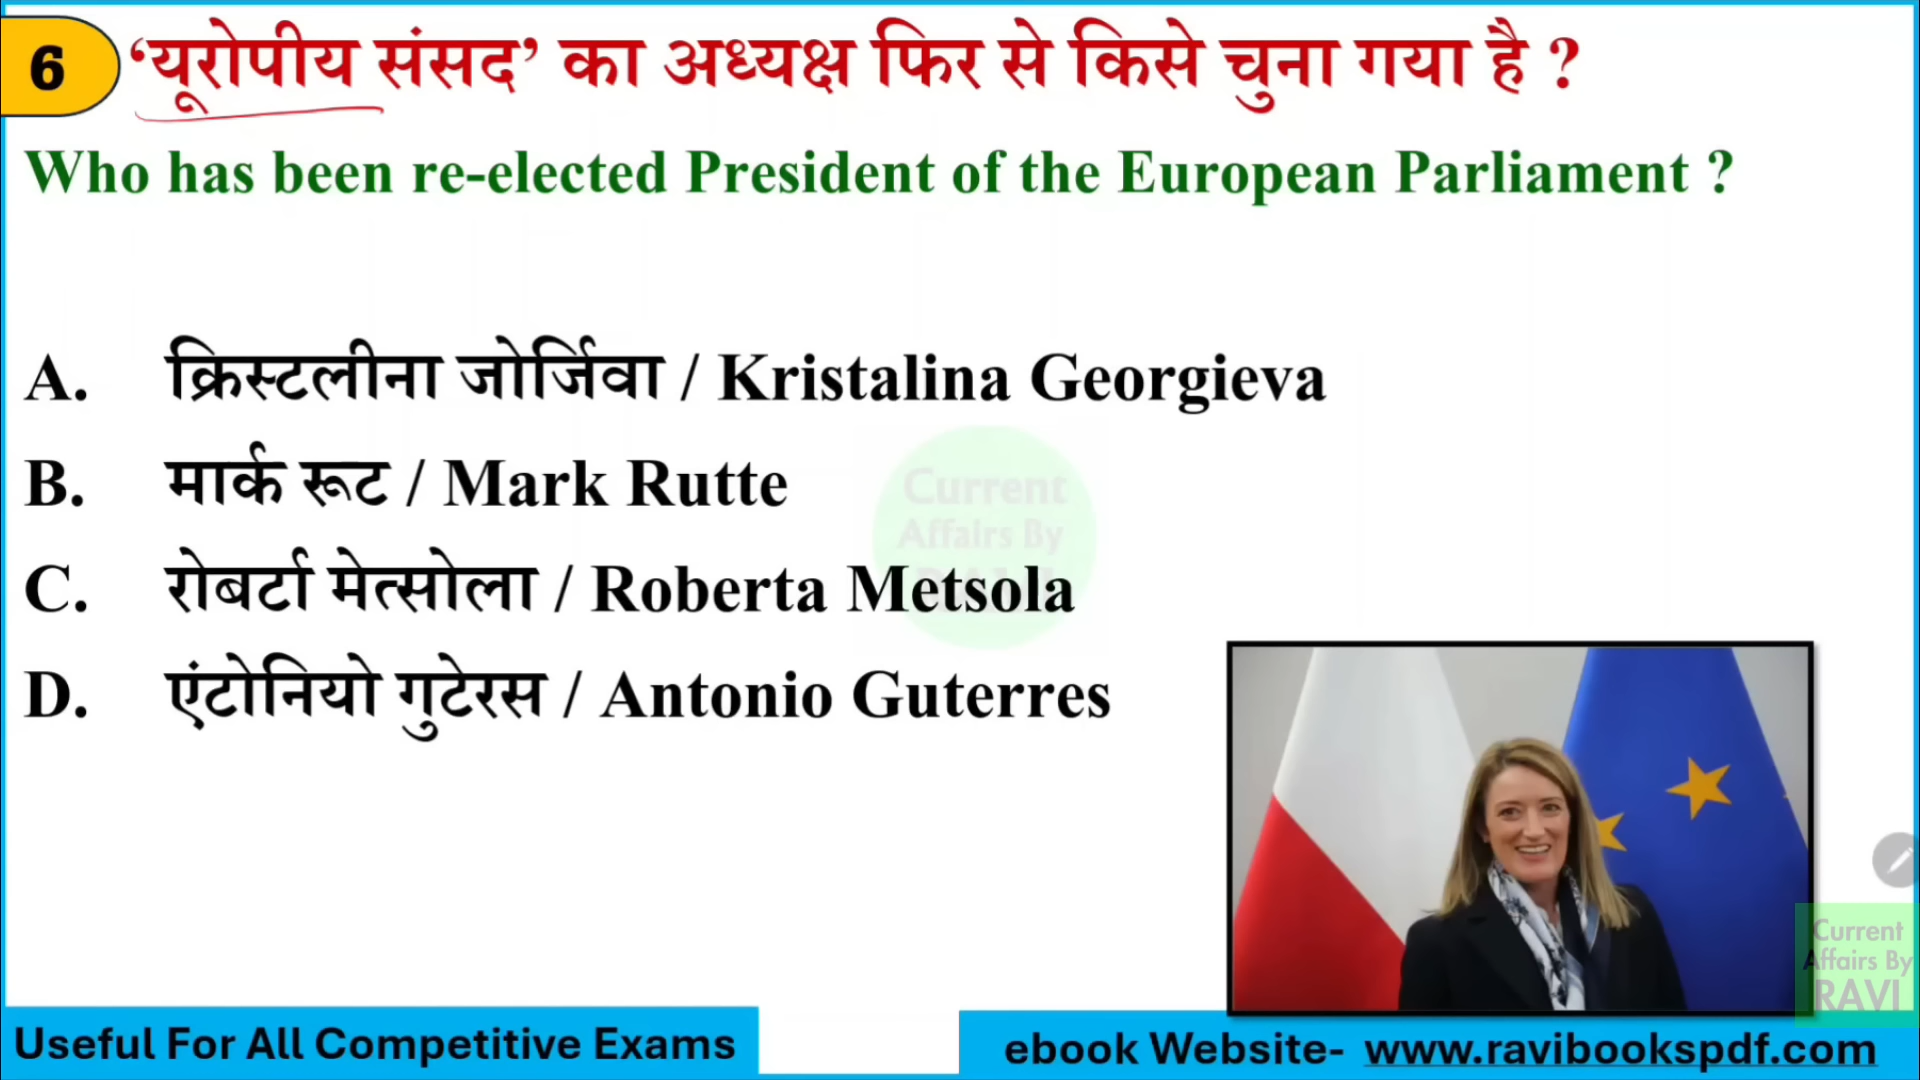 6 ‘यूरोपीय संसद’ का अध्यक्ष फिर से किसे चुना गया है ?
Who has been re-elected President of the European Parliament ?
A. क्रिस्टलीना जोर्जिवा / Kristalina Georgieva
B. मार्क रूट / Mark Rutte
C. रोबर्टा मेत्सोला / Roberta Metsola
D. एंटोनियो गुटेरस / Antonio Guterres
Current
Affairs By
Current
Affairs By
RAVI
Useful For All Competitive Exams
ebook Website- www.ravibookspdf.com